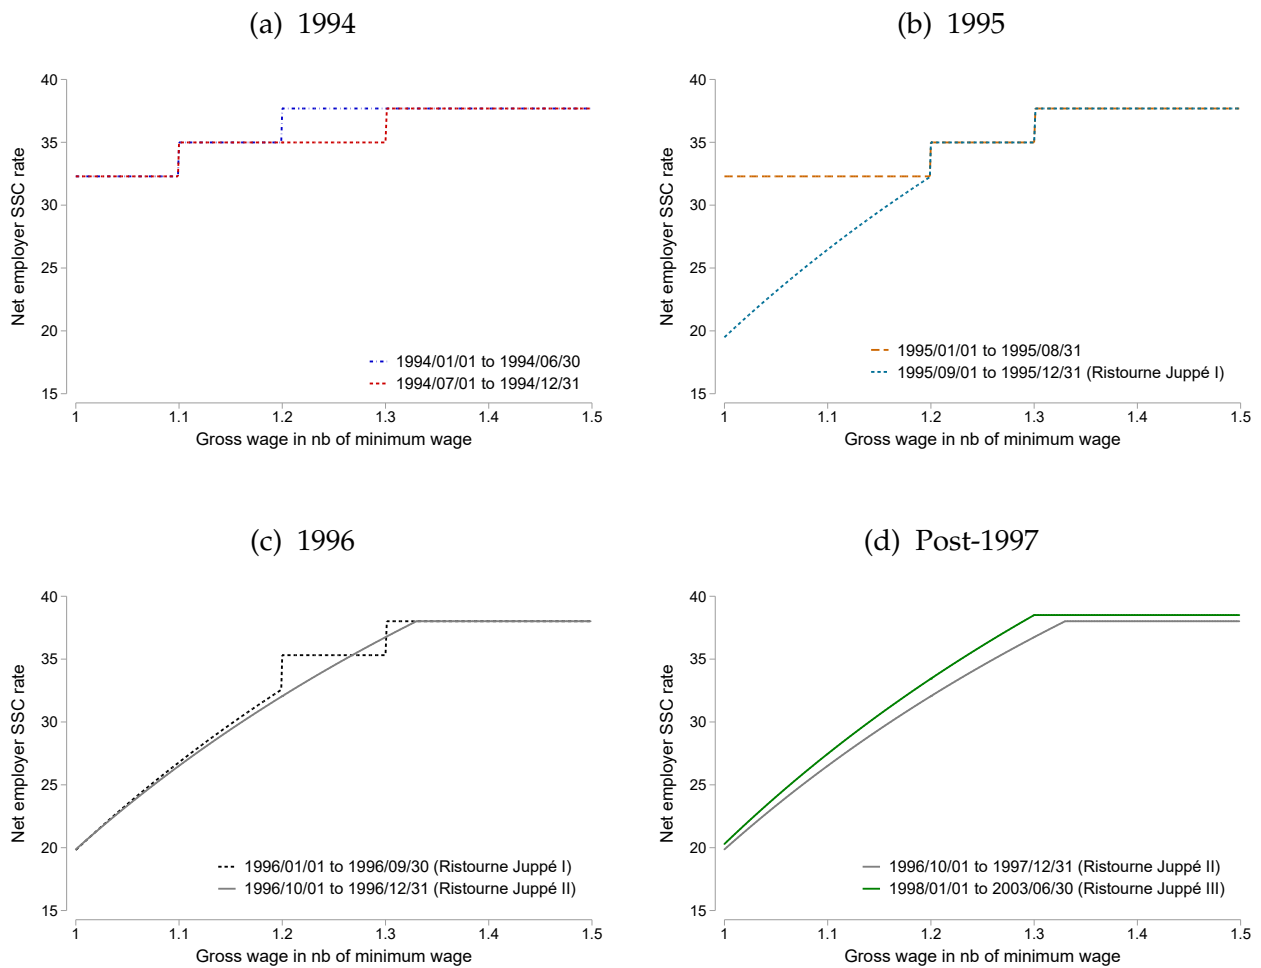 (a) 1994
40
35
30
25
20
15
Net employer SSC rate
1994/01/01 to 1994/06/30
1994/07/01 to 1994/12/31
1 1.1 1.2 1.3 1.4 1.5
Gross wage in nb of minimum wage
(b) 1995
40
35
30
25
20
15
Net employer SSC rate
1995/01/01 to 1995/08/31
1995/09/01 to 1995/12/31 (Ristourne Juppé I)
1 1.1 1.2 1.3 1.4 1.5
Gross wage in nb of minimum wage
(c) 1996
40
35
30
25
20
15
Net employer SSC rate
1996/01/01 to 1996/09/30 (Ristourne Juppé I)
1996/10/01 to 1996/12/31 (Ristourne Juppé II)
1 1.1 1.2 1.3 1.4 1.5
Gross wage in nb of minimum wage
(d) Post-1997
40
35
30
25
20
15
Net employer SSC rate
1996/10/01 to 1997/12/31 (Ristourne Juppé II)
1998/01/01 to 2003/06/30 (Ristourne Juppé III)
1 1.1 1.2 1.3 1.4 1.5
Gross wage in nb of minimum wage